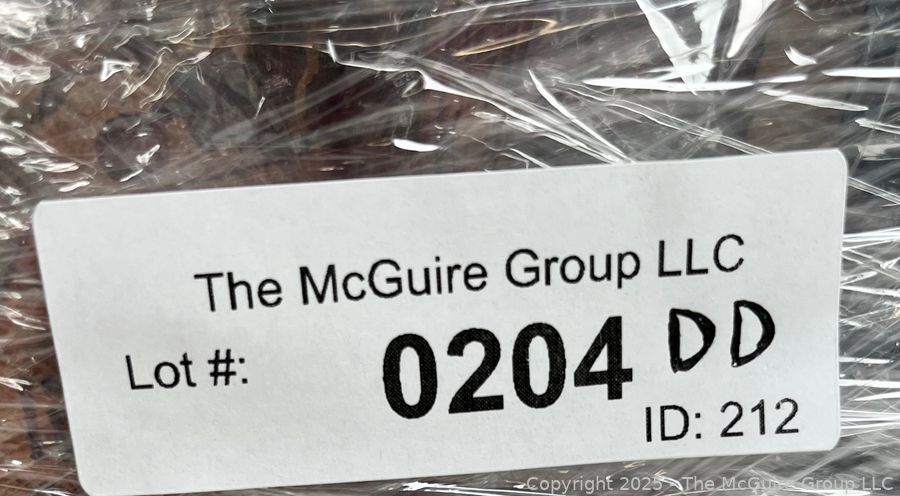 The McGuire Group LLC
Lot #: 0204 DD
ID: 212
Copyright 2025 - The McGuire Group LLC